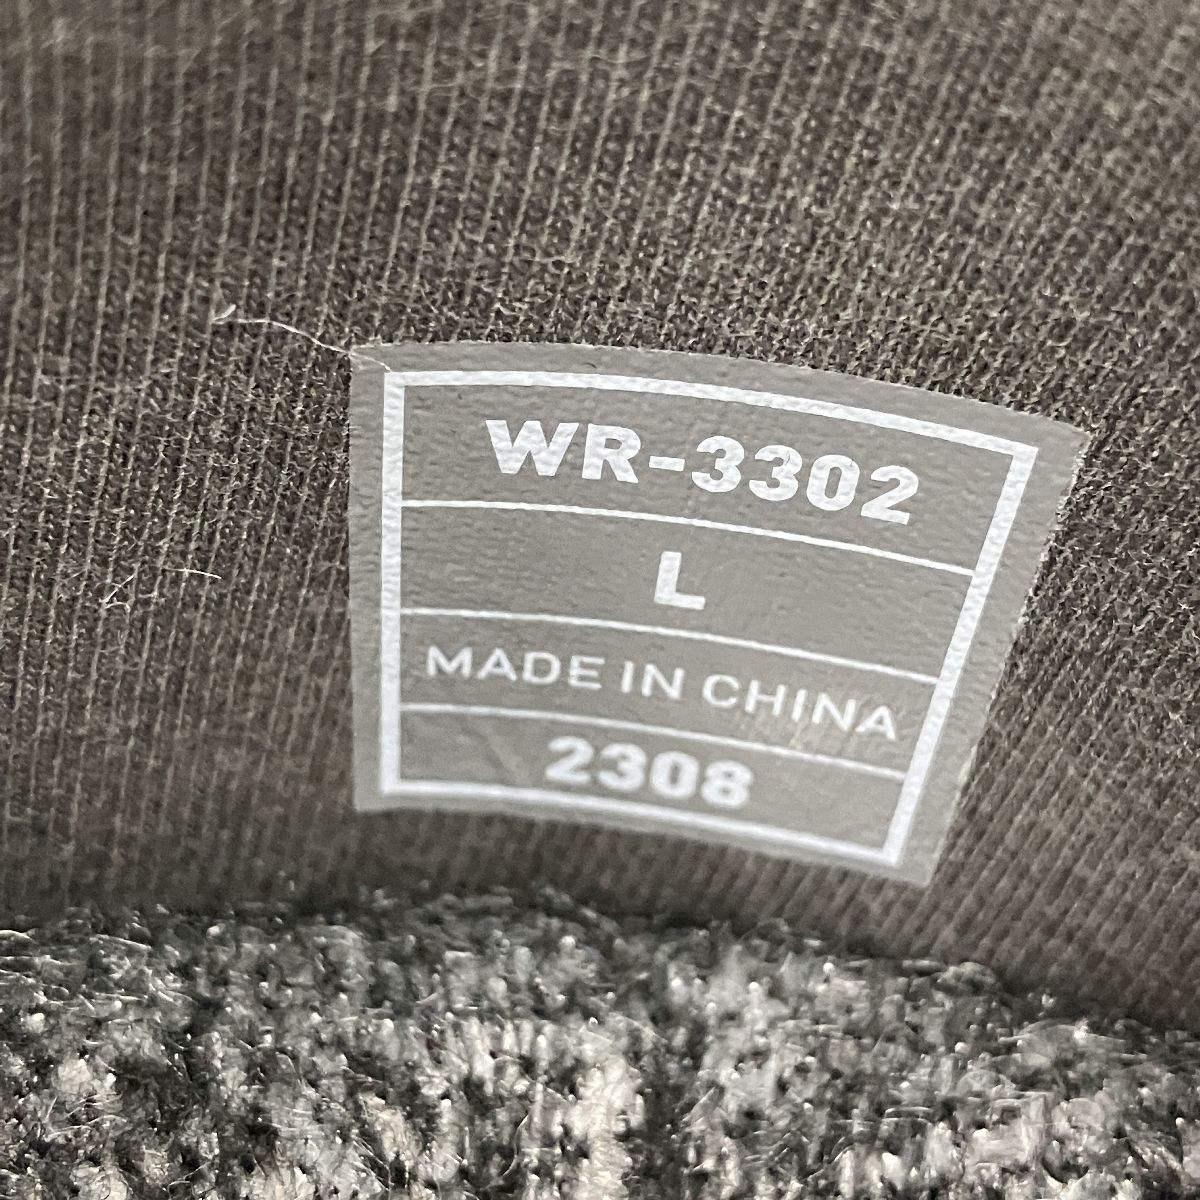 WR-3302
L
MADE IN CHINA
2308